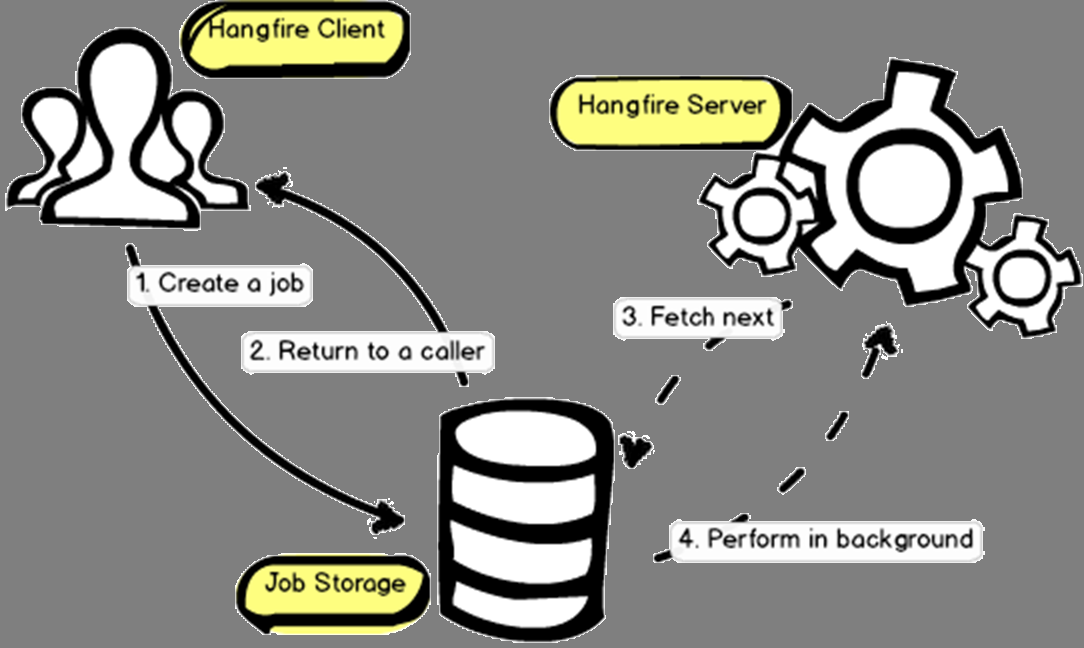 Hangfire Client
Hangfire Server
1. Create a job
2. Return to a caller
3. Fetch next
4. Perform in background
Job Storage